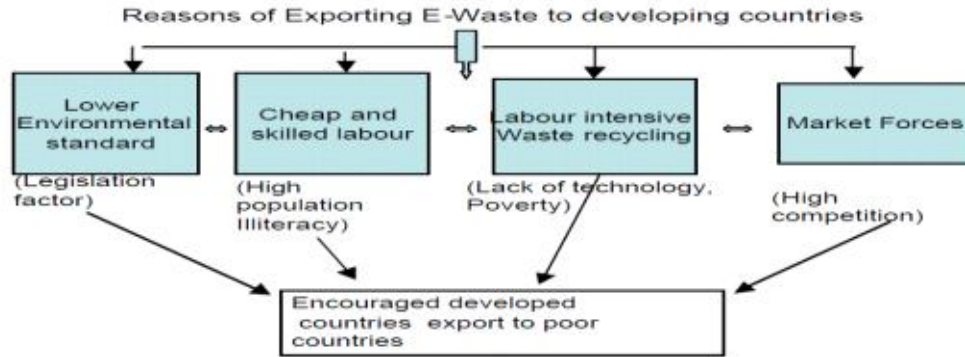 Reasons of Exporting E-Waste to developing countries
Lower
Environmental
standard
Cheap and
skilled labour
Labour intensive
Waste recycling
Market Forces
(Legislation
factor)
(High
population
Illiteracy)
(Lack of technology,
Poverty)
(High
competition)
Encouraged developed
countries export to poor
countries